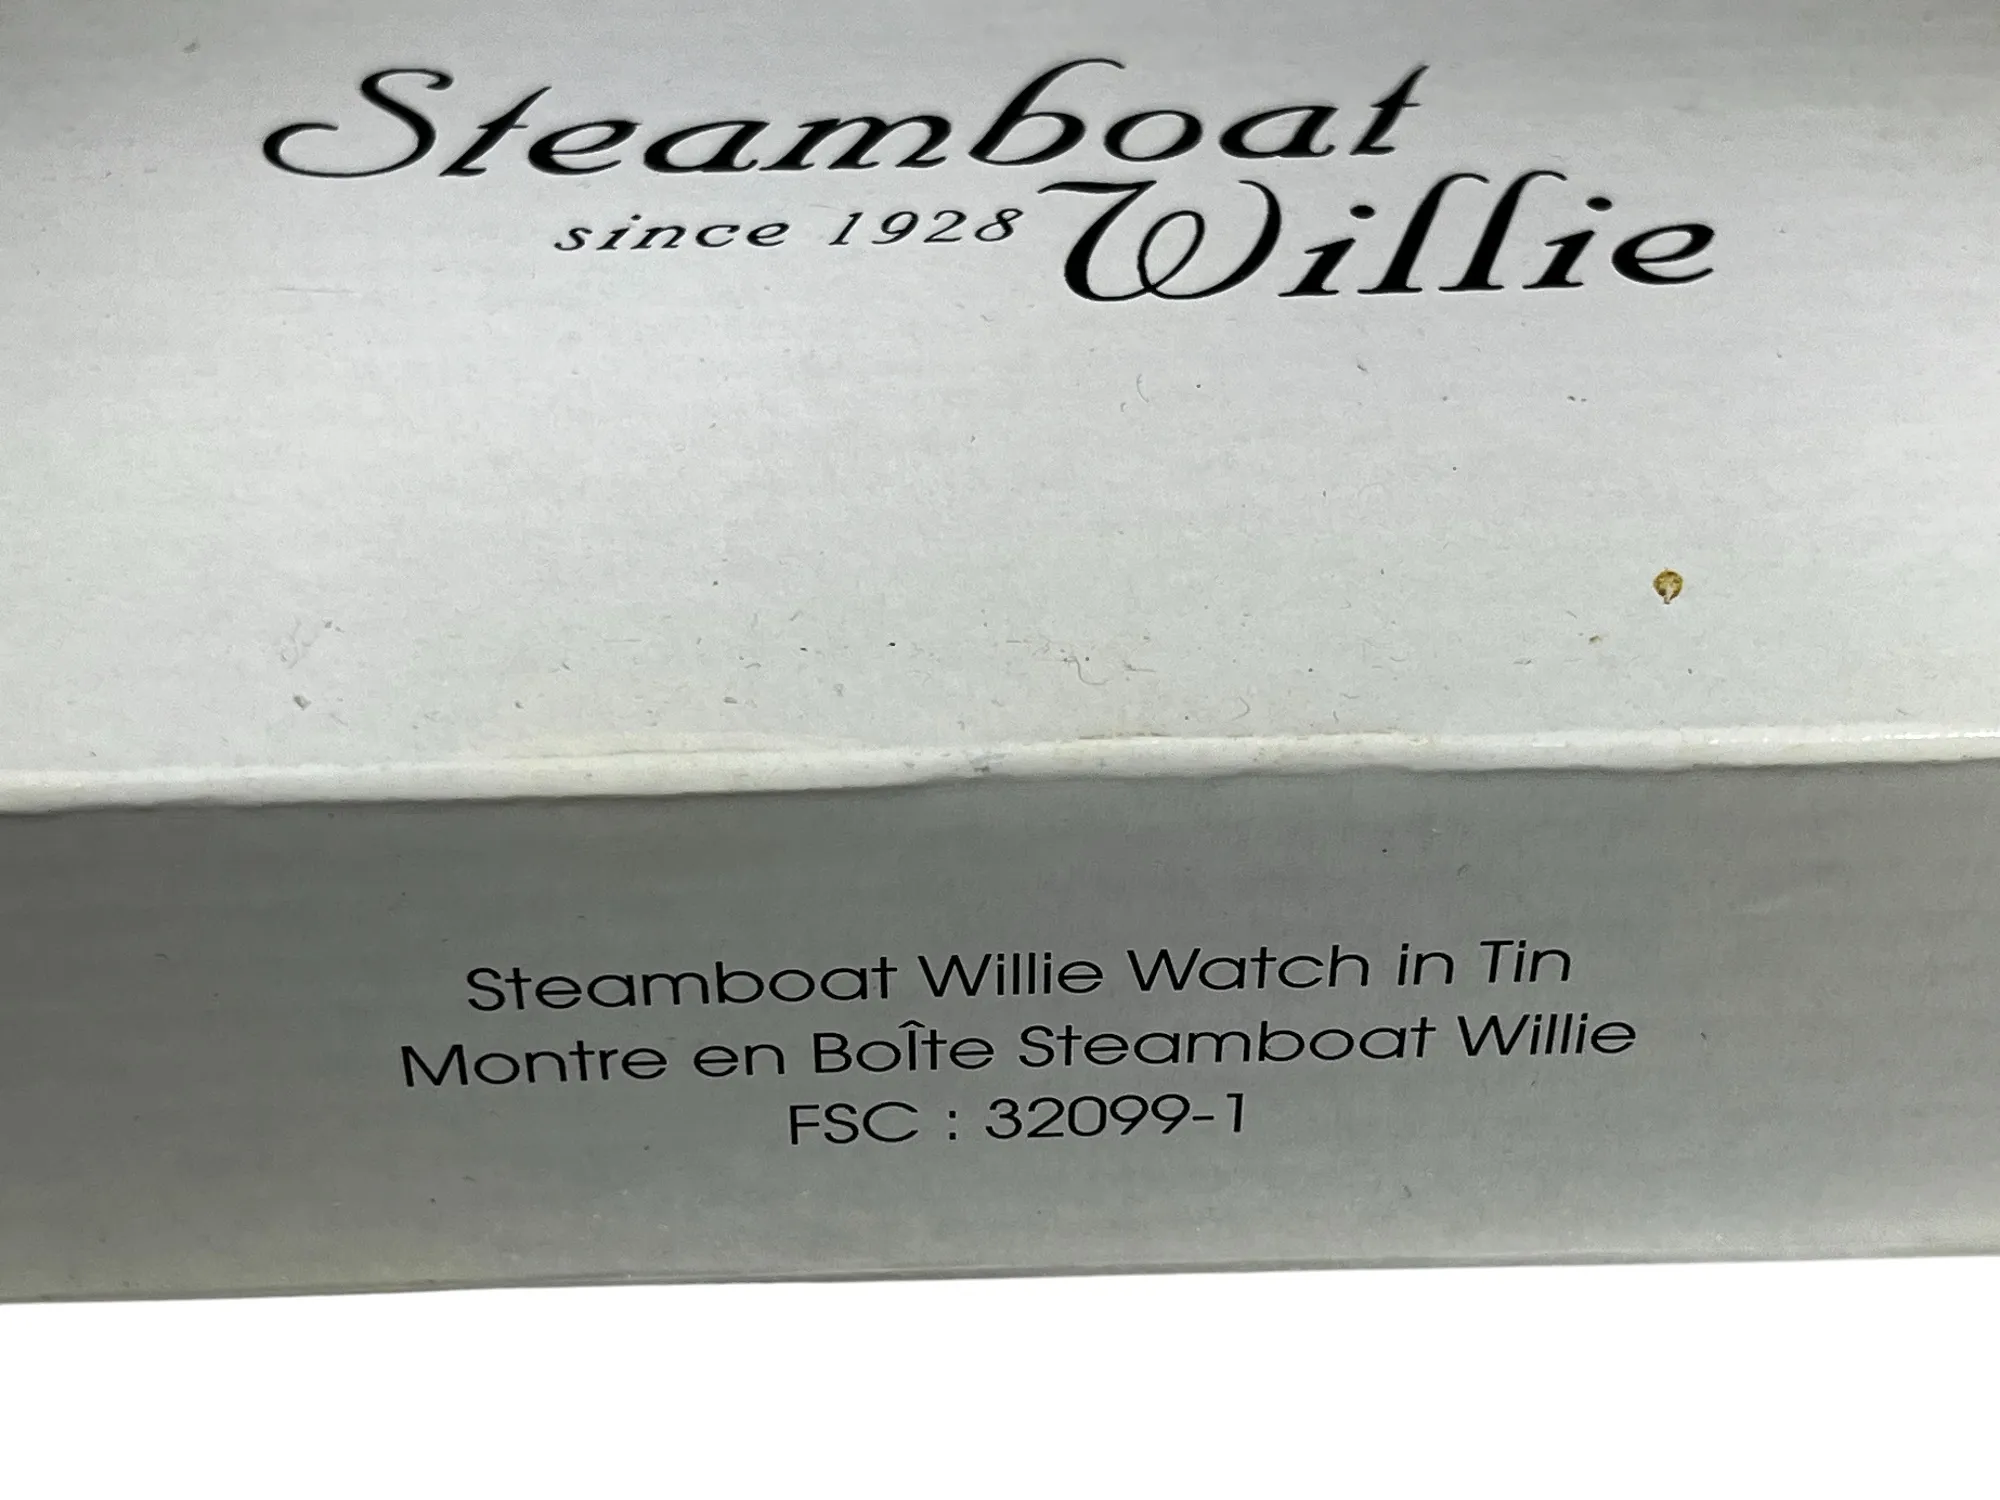 Steamboat
since 1928 Willie
Steamboat Willie Watch in Tin
Montre en Boîte Steamboat Willie
FSC : 32099-1